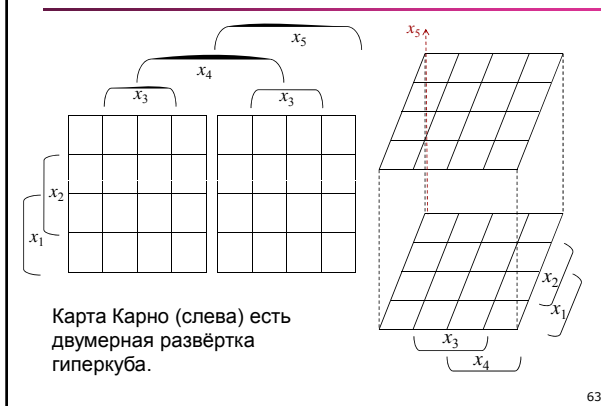 x₅
x₄
x₃ x₃
x₂
x₁
x₅
x₂
x₁
x₃
x₄
Карта Карно (слева) есть
двумерная развёртка
гиперкуба.
63